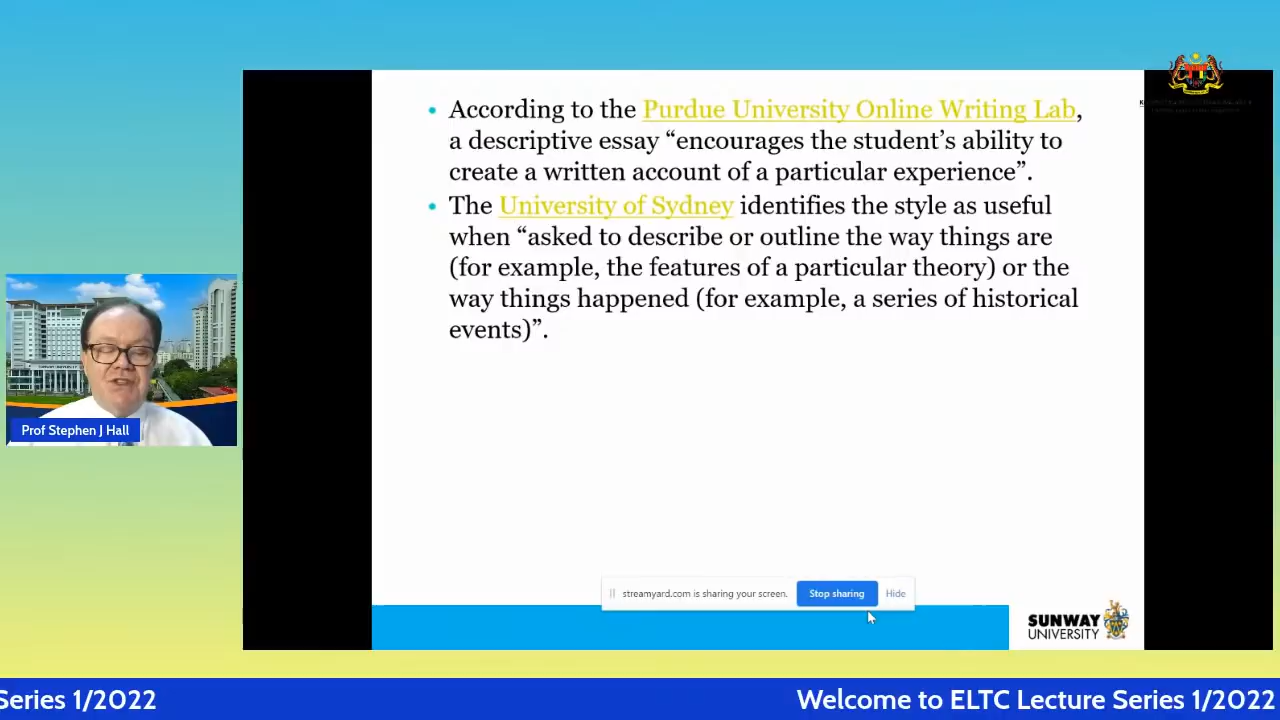 • According to the Purdue University Online Writing Lab,
a descriptive essay “encourages the student’s ability to
create a written account of a particular experience”.
• The University of Sydney identifies the style as useful
when “asked to describe or outline the way things are
(for example, the features of a particular theory) or the
way things happened (for example, a series of historical
events)”.
SUNWAY UNIVERSITY
Prof Stephen J Hall
streamyard.com is sharing your screen.
Stop sharing
Hide
SUNWAY
UNIVERSITY
Series 1/2022
Welcome to ELTC Lecture Series 1/2022